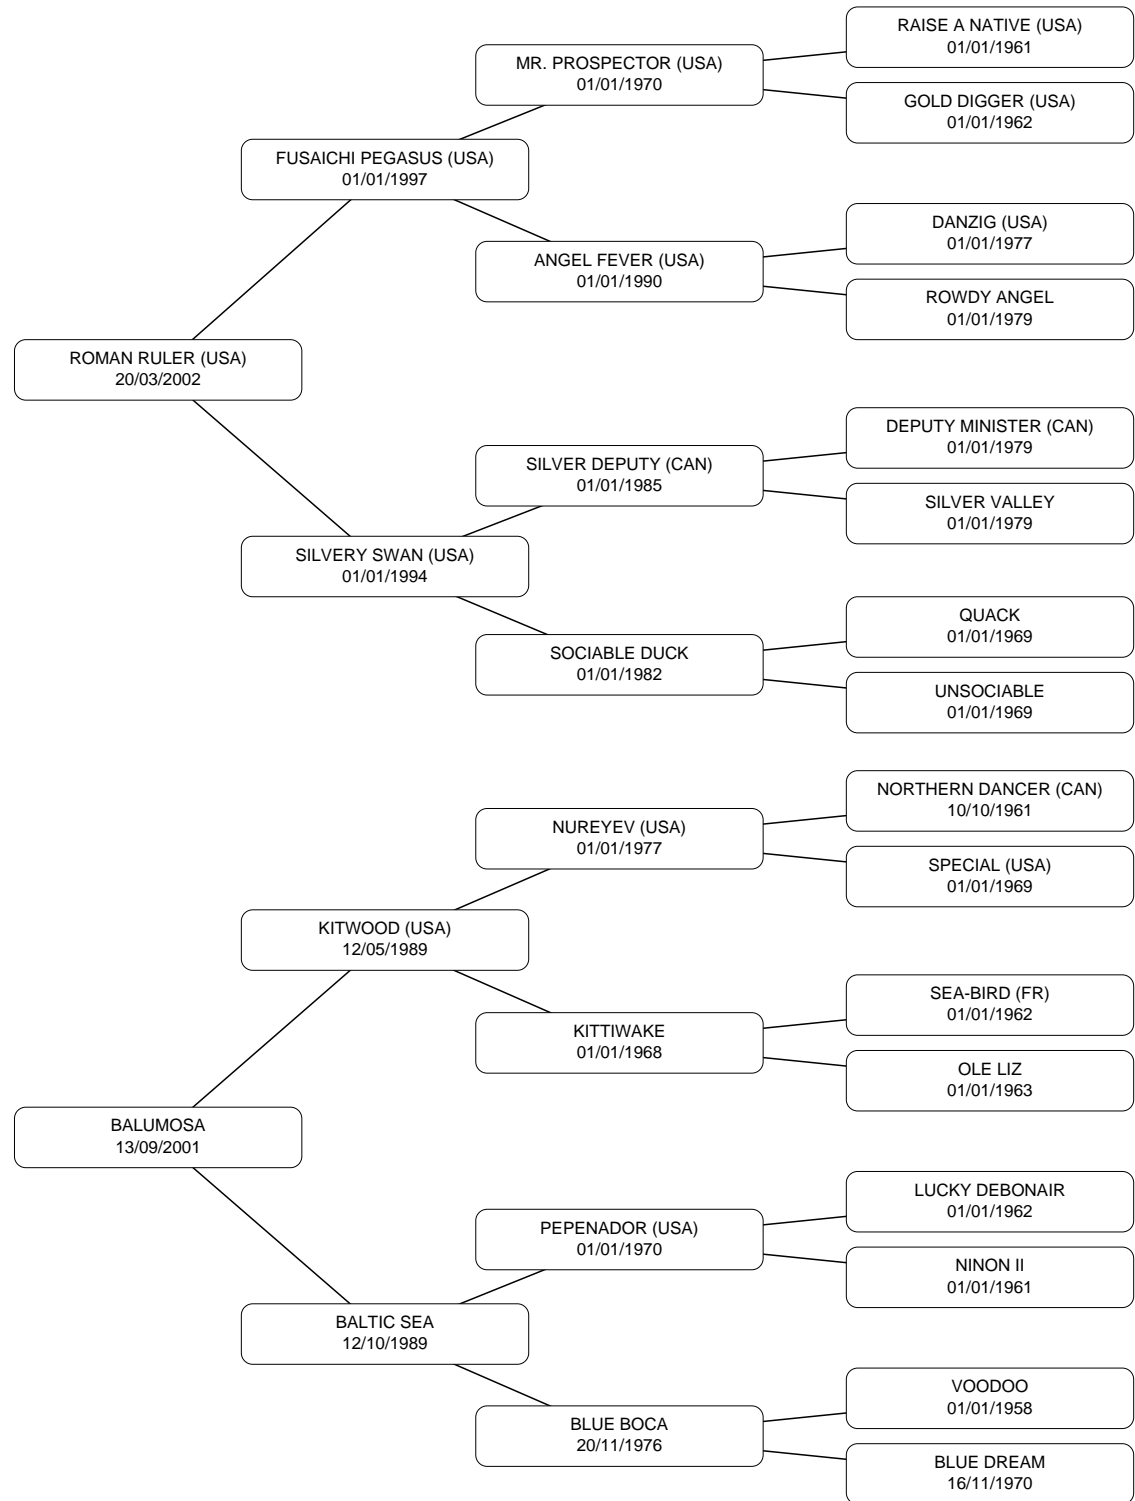 RAISE A NATIVE (USA)
01/01/1961
MR. PROSPECTOR (USA)
01/01/1970
GOLD DIGGER (USA)
01/01/1962
FUSAICHI PEGASUS (USA)
01/01/1997
DANZIG (USA)
01/01/1977
ANGEL FEVER (USA)
01/01/1990
ROWDY ANGEL
01/01/1979
ROMAN RULER (USA)
20/03/2002
DEPUTY MINISTER (CAN)
01/01/1979
SILVER DEPUTY (CAN)
01/01/1985
SILVER VALLEY
01/01/1979
SILVERY SWAN (USA)
01/01/1994
QUACK
01/01/1969
SOCIABLE DUCK
01/01/1982
UNSOCIABLE
01/01/1969
NORTHERN DANCER (CAN)
10/10/1961
NUREYEV (USA)
01/01/1977
SPECIAL (USA)
01/01/1969
KITWOOD (USA)
12/05/1989
SEA-BIRD (FR)
01/01/1962
KITTIWAKE
01/01/1968
OLE LIZ
01/01/1963
BALUMOSA
13/09/2001
LUCKY DEBONAIR
01/01/1962
PEPENADOR (USA)
01/01/1970
NINON II
01/01/1961
BALTIC SEA
12/10/1989
VOODOO
01/01/1958
BLUE BOCA
20/11/1976
BLUE DREAM
16/11/1970